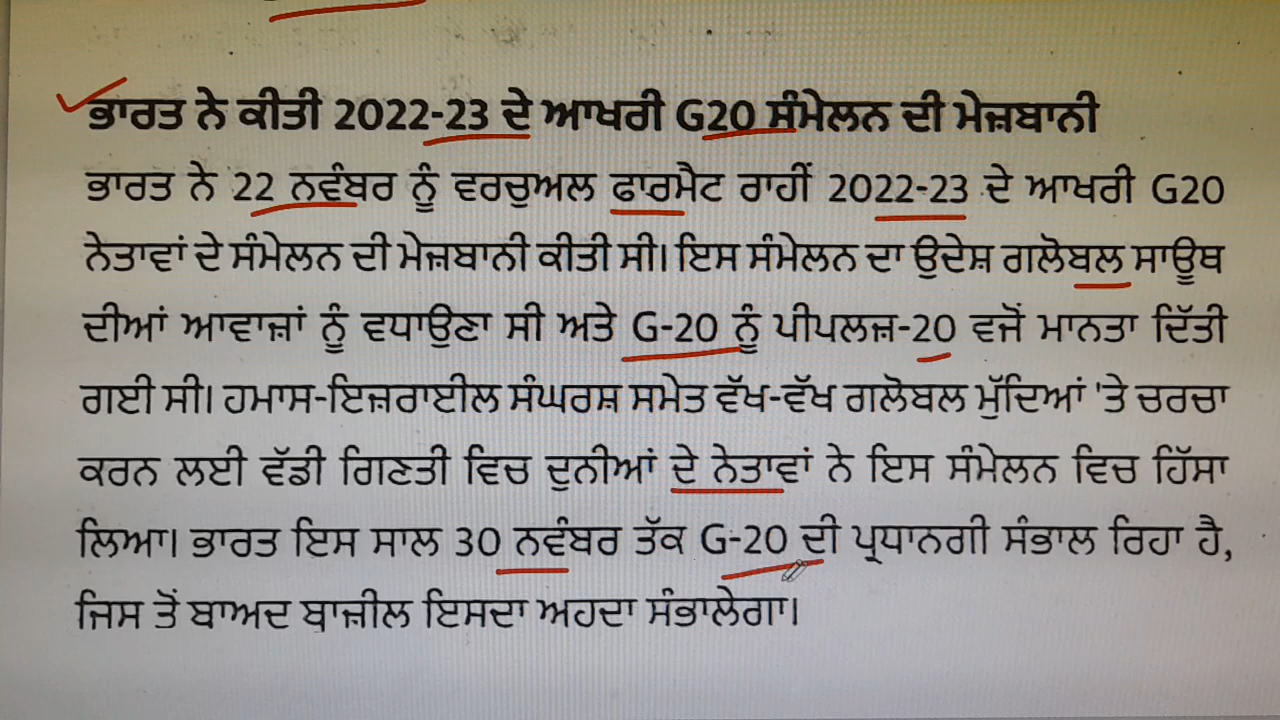 ਭਾਰਤ ਨੇ ਕੀਤੀ 2022-23 ਦੇ ਆਖਰੀ G20 ਸੰਮੇਲਨ ਦੀ ਮੇਜ਼ਬਾਨੀ
ਭਾਰਤ ਨੇ 22 ਨਵੰਬਰ ਨੂੰ ਵਰਚੁਅਲ ਫਾਰਮੈਟ ਰਾਹੀਂ 2022-23 ਦੇ ਆਖਰੀ G20
ਨੇਤਾਵਾਂ ਦੇ ਸੰਮੇਲਨ ਦੀ ਮੇਜ਼ਬਾਨੀ ਕੀਤੀ ਸੀ। ਇਸ ਸੰਮੇਲਨ ਦਾ ਉਦੇਸ਼ ਗਲੋਬਲ ਸਾਊਥ
ਦੀਆਂ ਆਵਾਜ਼ਾਂ ਨੂੰ ਵਧਾਉਣਾ ਸੀ ਅਤੇ G-20 ਨੂੰ ਪੀਪਲਜ਼-20 ਵਜੋਂ ਮਾਨਤਾ ਦਿੱਤੀ
ਗਈ ਸੀ। ਹਮਾਸ-ਇਜ਼ਰਾਈਲ ਸੰਘਰਸ਼ ਸਮੇਤ ਵੱਖ-ਵੱਖ ਗਲੋਬਲ ਮੁੱਦਿਆਂ 'ਤੇ ਚਰਚਾ
ਕਰਨ ਲਈ ਵੱਡੀ ਗਿਣਤੀ ਵਿਚ ਦੁਨੀਆਂ ਦੇ ਨੇਤਾਵਾਂ ਨੇ ਇਸ ਸੰਮੇਲਨ ਵਿਚ ਹਿੱਸਾ
ਲਿਆ। ਭਾਰਤ ਇਸ ਸਾਲ 30 ਨਵੰਬਰ ਤੱਕ G-20 ਦੀ ਪ੍ਰਧਾਨਗੀ ਸੰਭਾਲ ਰਿਹਾ ਹੈ,
ਜਿਸ ਤੋਂ ਬਾਅਦ ਬ੍ਰਾਜ਼ੀਲ ਇਸਦਾ ਅਹਦਾ ਸੰਭਾਲੇਗਾ।